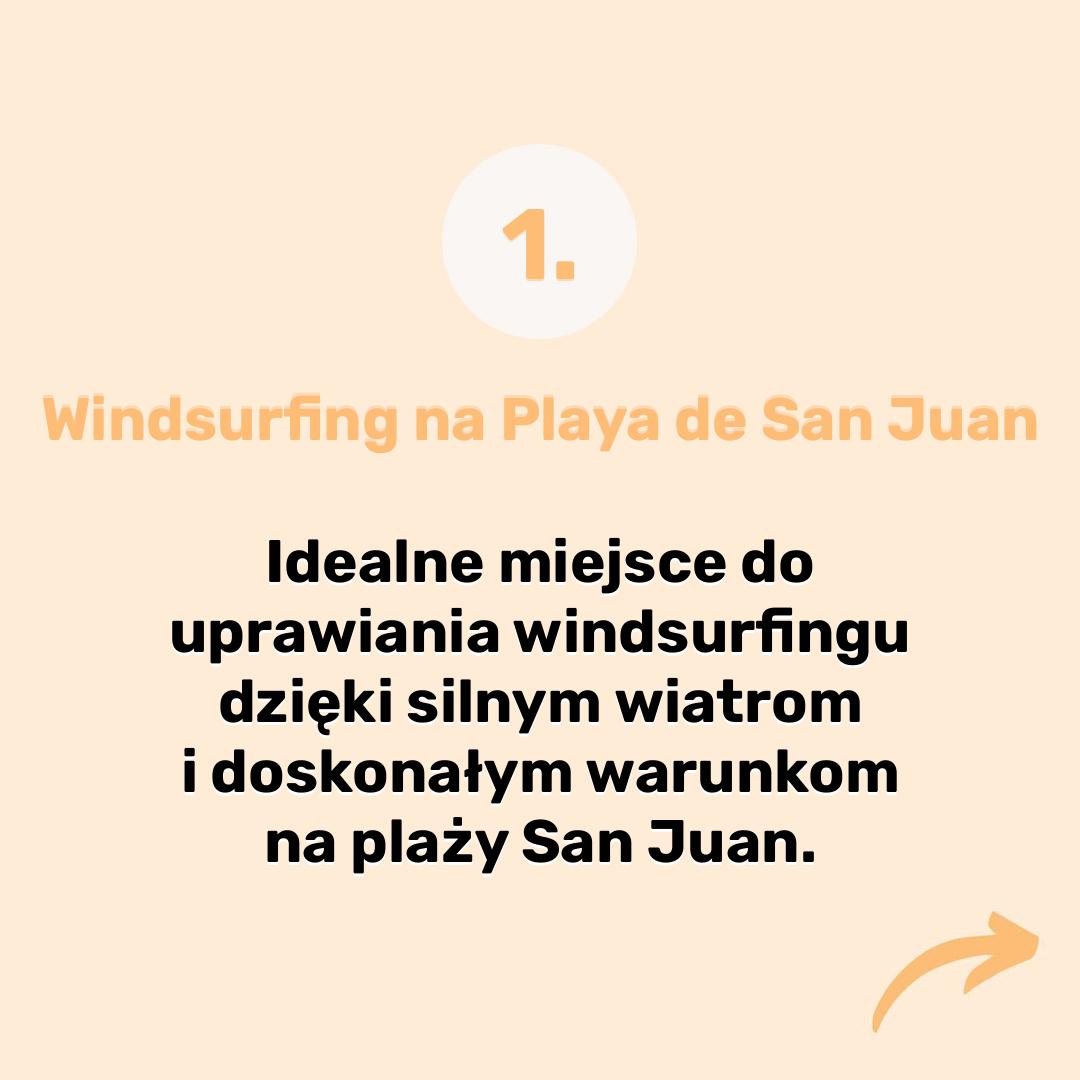 1.
Windsurfing na Playa de San Juan
Idealne miejsce do
uprawiania windsurfingu
dzięki silnym wiatrom
i doskonałym warunkom
na plaży San Juan.